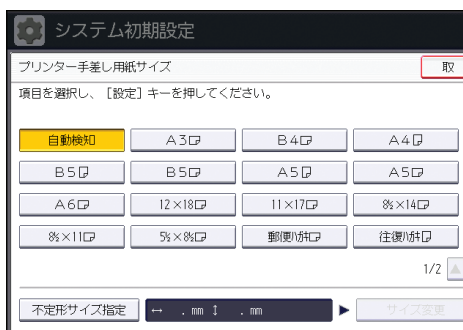 システム初期設定
プリンター手差し用紙サイズ
取
項目を選択し、［設定］キーを押してください。
自動検知 A3 B4 A4
B5 B5 A5 A5
A6 12×18 11×17 8½×14
8½×11 5½×8½ 郵便ﾊｶﾞｷ 往復ﾊｶﾞｷ
1/2
不定形サイズ指定 ↔ . mm ↕ . mm サイズ変更